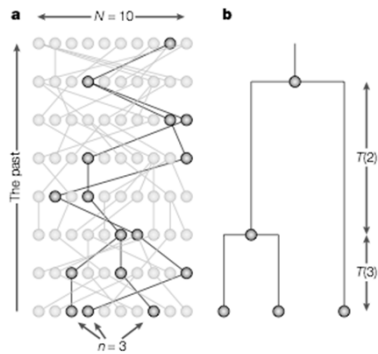 a
N = 10
The past
n = 3
b
T(2)
T(3)